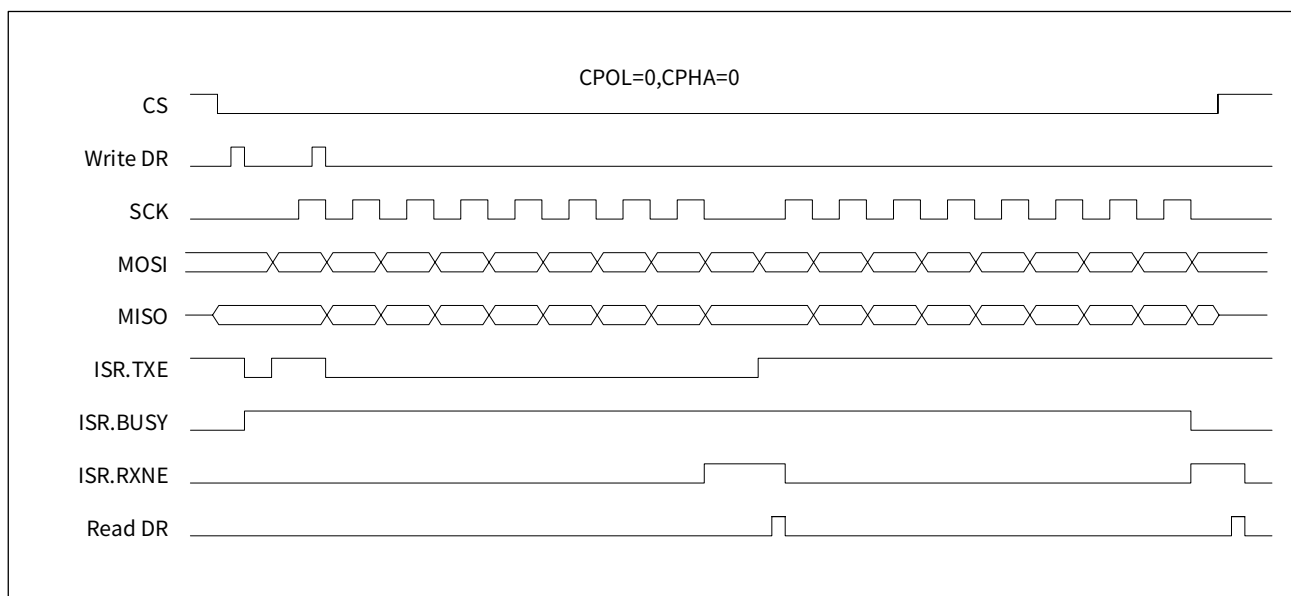 CPOL=0,CPHA=0
CS
Write DR
SCK
MOSI
MISO
ISR.TXE
ISR.BUSY
ISR.RXNE
Read DR